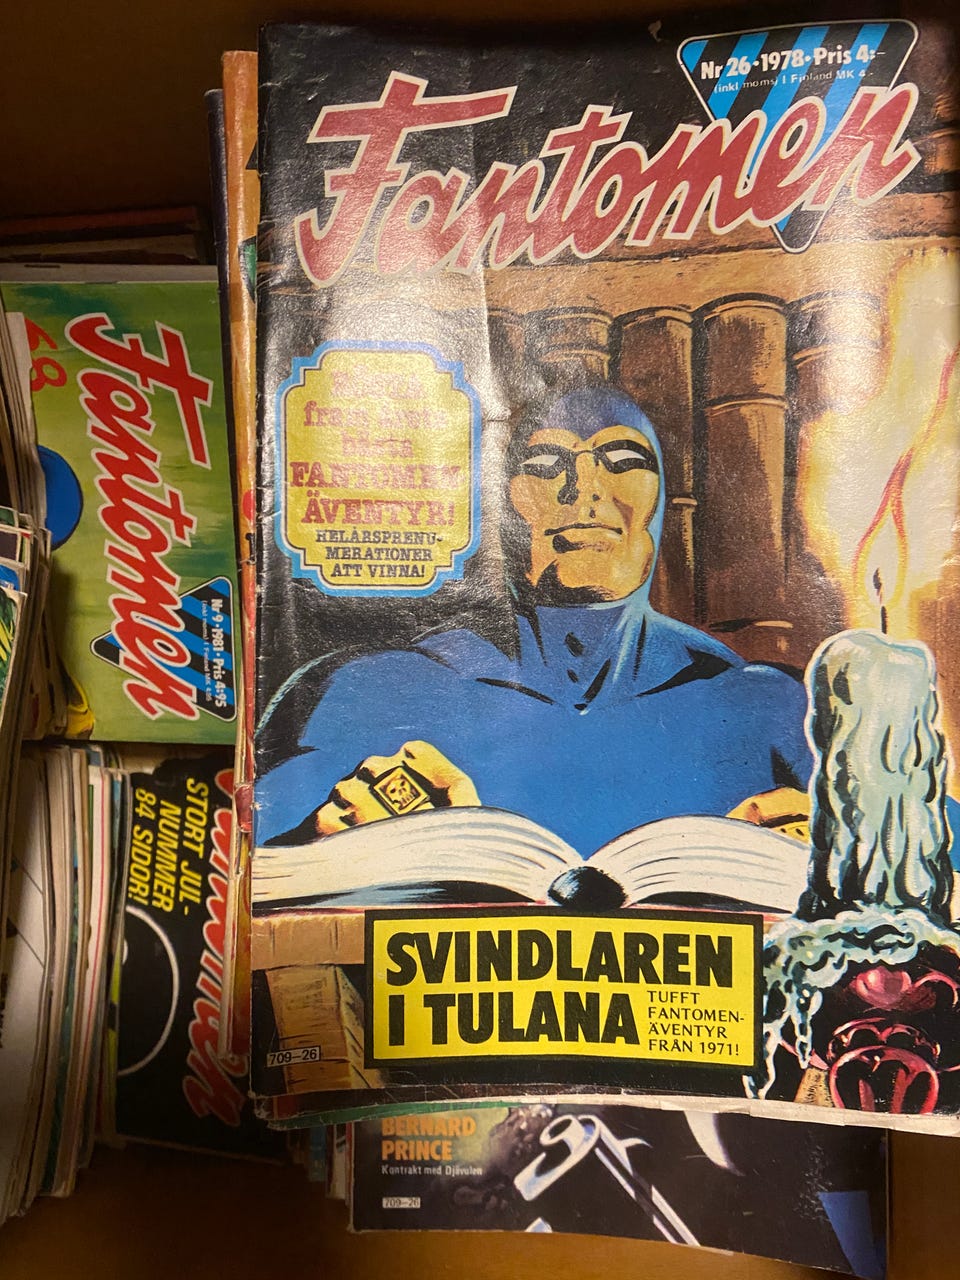 Nr 26 · 1978 · Pris 4:-
(inkl moms) I Finland MK 4.-
Fantomen
FANTOMEN
ÄVENTYR!
HELÅRSPRENU-
MERATIONER
ATT VINNA!
SVINDLAREN
I TULANA
TUFFT
FANTOMEN-
ÄVENTYR
FRÅN 1971!
709-26
68
Fantomen
Nr 9 · 1981 · Pris 4:95
STORT JUL-
NUMMER
84 SIDOR!
BERNARD
PRINCE
Kontrakt med Djävulen
709-26